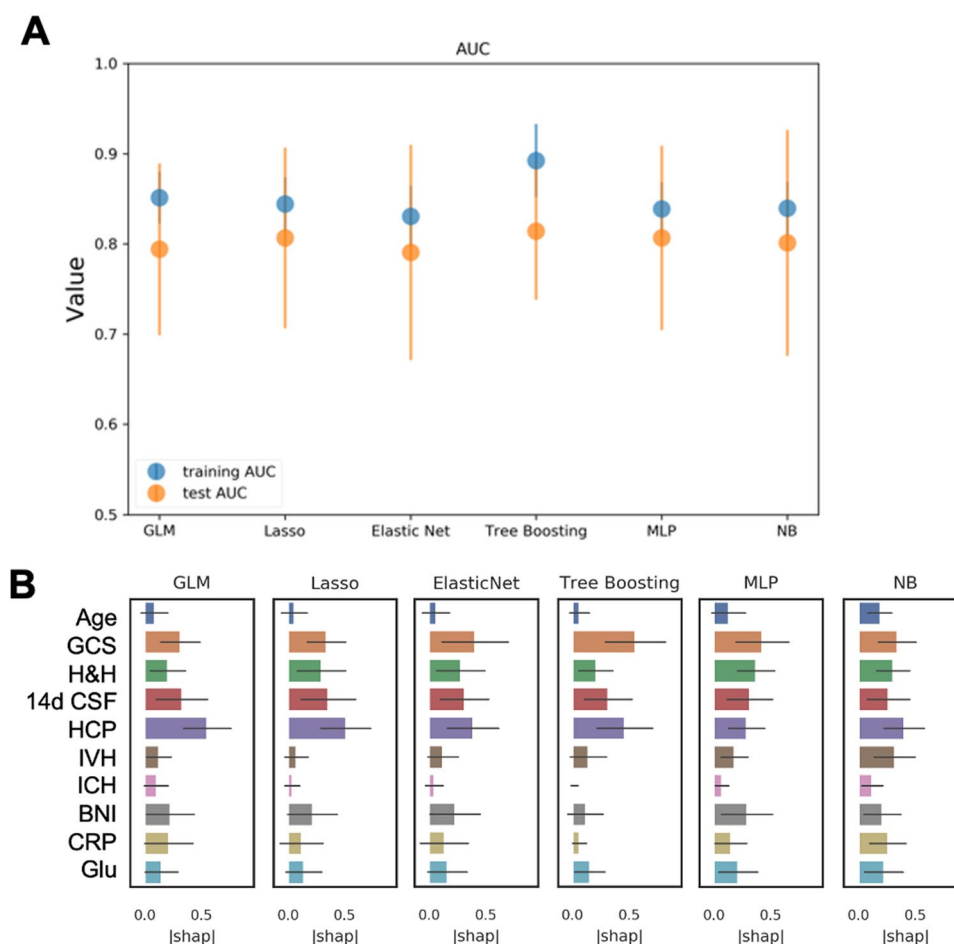 A
AUC
1.0
0.9
0.8
0.7
0.6
0.5
Value
training AUC
test AUC
GLM Lasso Elastic Net Tree Boosting MLP NB
B
GLM Lasso ElasticNet Tree Boosting MLP NB
Age
GCS
H&H
14d CSF
HCP
IVH
ICH
BNI
CRP
Glu
0.0 0.5 0.0 0.5 0.0 0.5 0.0 0.5 0.0 0.5 0.0 0.5
|shap| |shap| |shap| |shap| |shap| |shap|